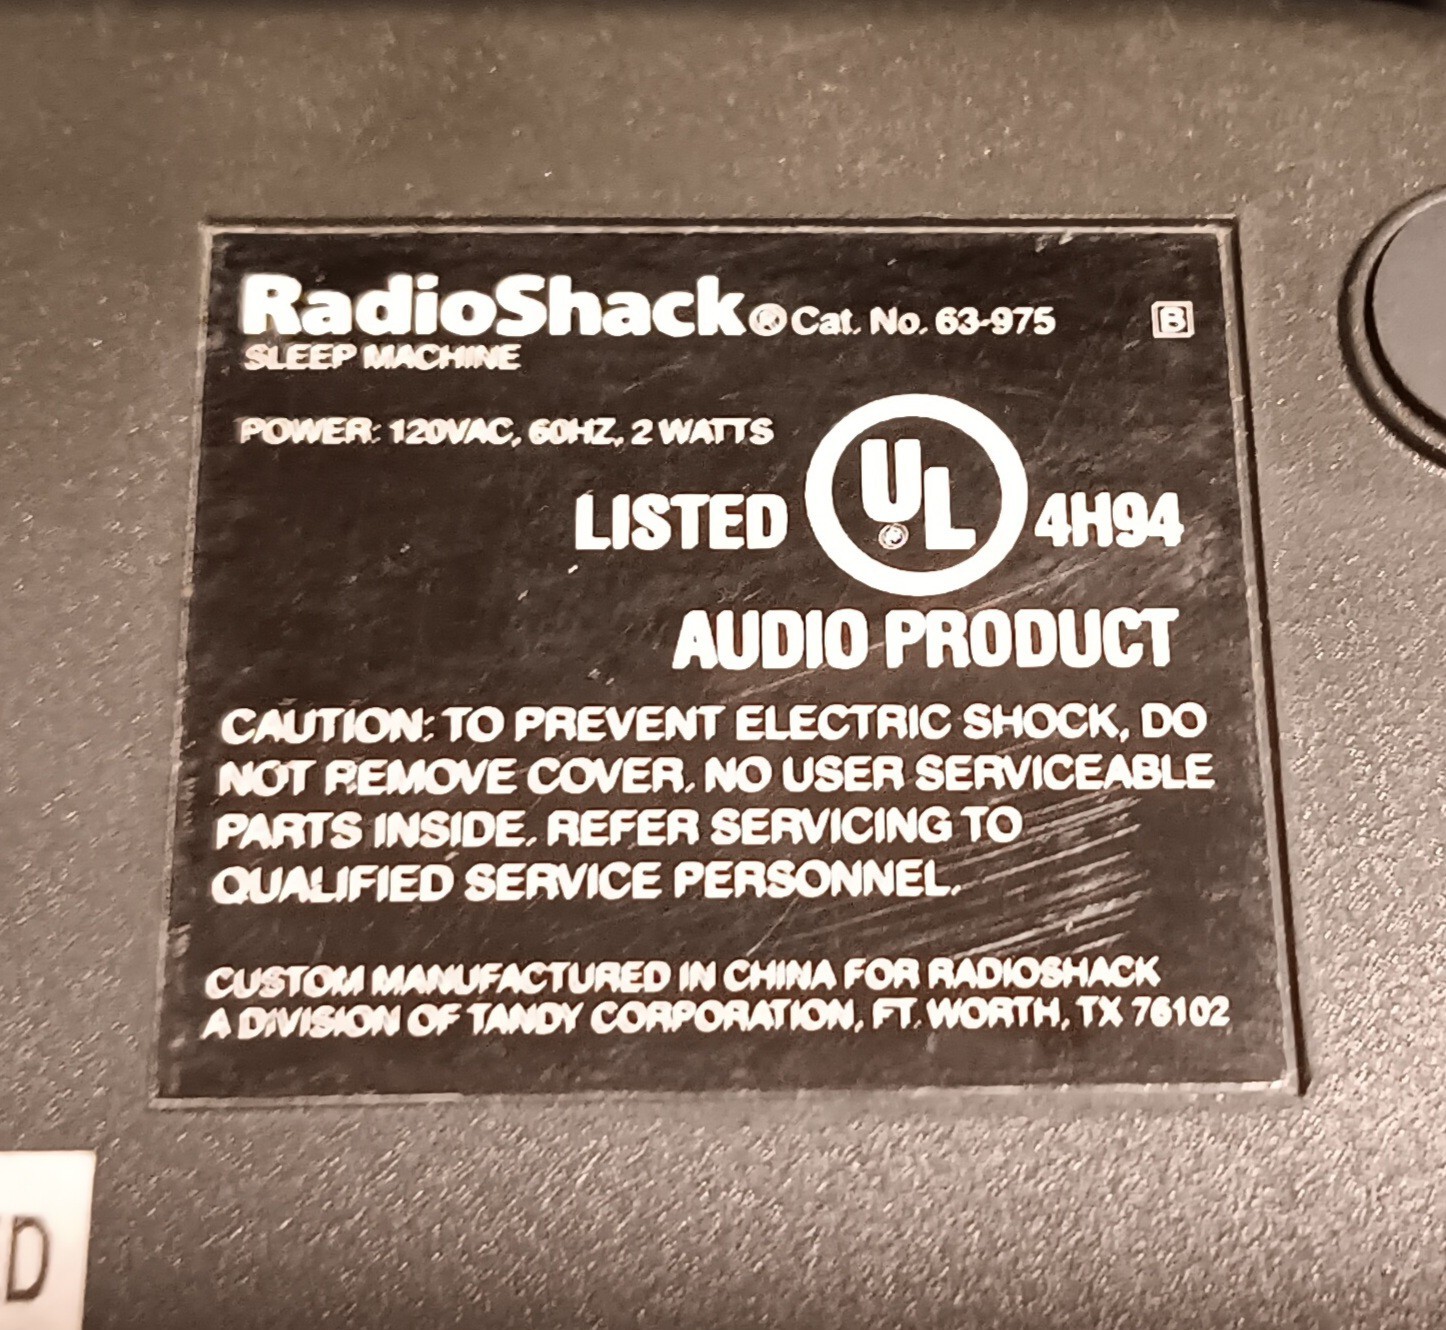 RadioShack® Cat. No. 63-975 B
SLEEP MACHINE
POWER: 120VAC, 60HZ, 2 WATTS
LISTED UL® 4H94
AUDIO PRODUCT
CAUTION: TO PREVENT ELECTRIC SHOCK, DO
NOT REMOVE COVER. NO USER SERVICEABLE
PARTS INSIDE. REFER SERVICING TO
QUALIFIED SERVICE PERSONNEL.
CUSTOM MANUFACTURED IN CHINA FOR RADIOSHACK
A DIVISION OF TANDY CORPORATION, FT. WORTH, TX 76102